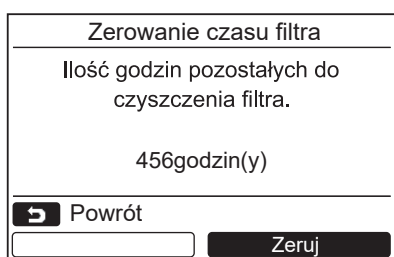 Zerowanie czasu filtra
Ilość godzin pozostałych do
czyszczenia filtra.
456godzin(y)
Powrót
Zeruj